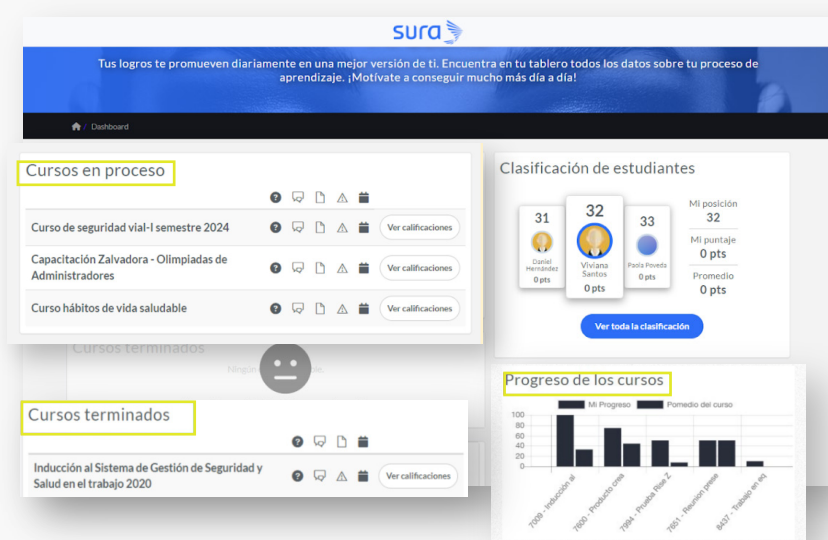 sura
Tus logros te promueven diariamente en una mejor versión de ti. Encuentra en tu tablero todos los datos sobre tu proceso de
aprendizaje. ¡Motívate a conseguir mucho más día a día!
/ Dashboard
Cursos en proceso
Curso de seguridad vial-I semestre 2024
Ver calificaciones
Capacitación Zalvadora - Olimpiadas de
Administradores
Ver calificaciones
Curso hábitos de vida saludable
Ver calificaciones
Cursos terminados
Ningún
Cursos terminados
Inducción al Sistema de Gestión de Seguridad y
Salud en el trabajo 2020
Ver calificaciones
Clasificación de estudiantes
31
Daniel
Hernández
0 pts
32
Viviana
Santos
0 pts
33
Paola Poveda
0 pts
Mi posición
32
Mi puntaje
0 pts
Promedio
0 pts
Ver toda la clasificación
Progreso de los cursos
Mi Progreso
Pomedio del curso
100
80
60
40
20
0
7009 - Inducción al
7600 - Producto crea
7994 - Prueba Rise Z
7651 - Reunion prese
8437 - Trabajo en eq